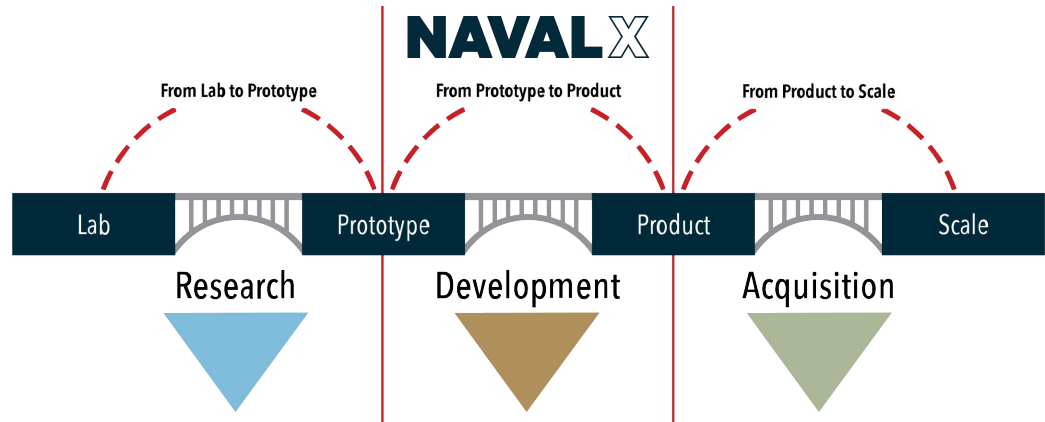 NAVALX
From Lab to Prototype
From Prototype to Product
From Product to Scale
Lab
Prototype
Product
Scale
Research
Development
Acquisition